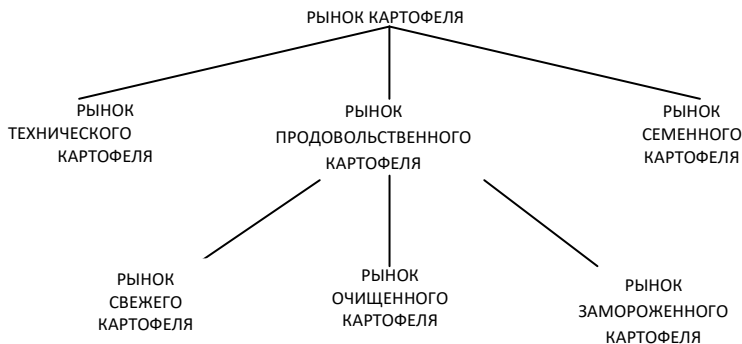 РЫНОК КАРТОФЕЛЯ
РЫНОК
ТЕХНИЧЕСКОГО
КАРТОФЕЛЯ
РЫНОК
ПРОДОВОЛЬСТВЕННОГО
КАРТОФЕЛЯ
РЫНОК
СЕМЕННОГО
КАРТОФЕЛЯ
РЫНОК
СВЕЖЕГО
КАРТОФЕЛЯ
РЫНОК
ОЧИЩЕННОГО
КАРТОФЕЛЯ
РЫНОК
ЗАМОРОЖЕННОГО
КАРТОФЕЛЯ